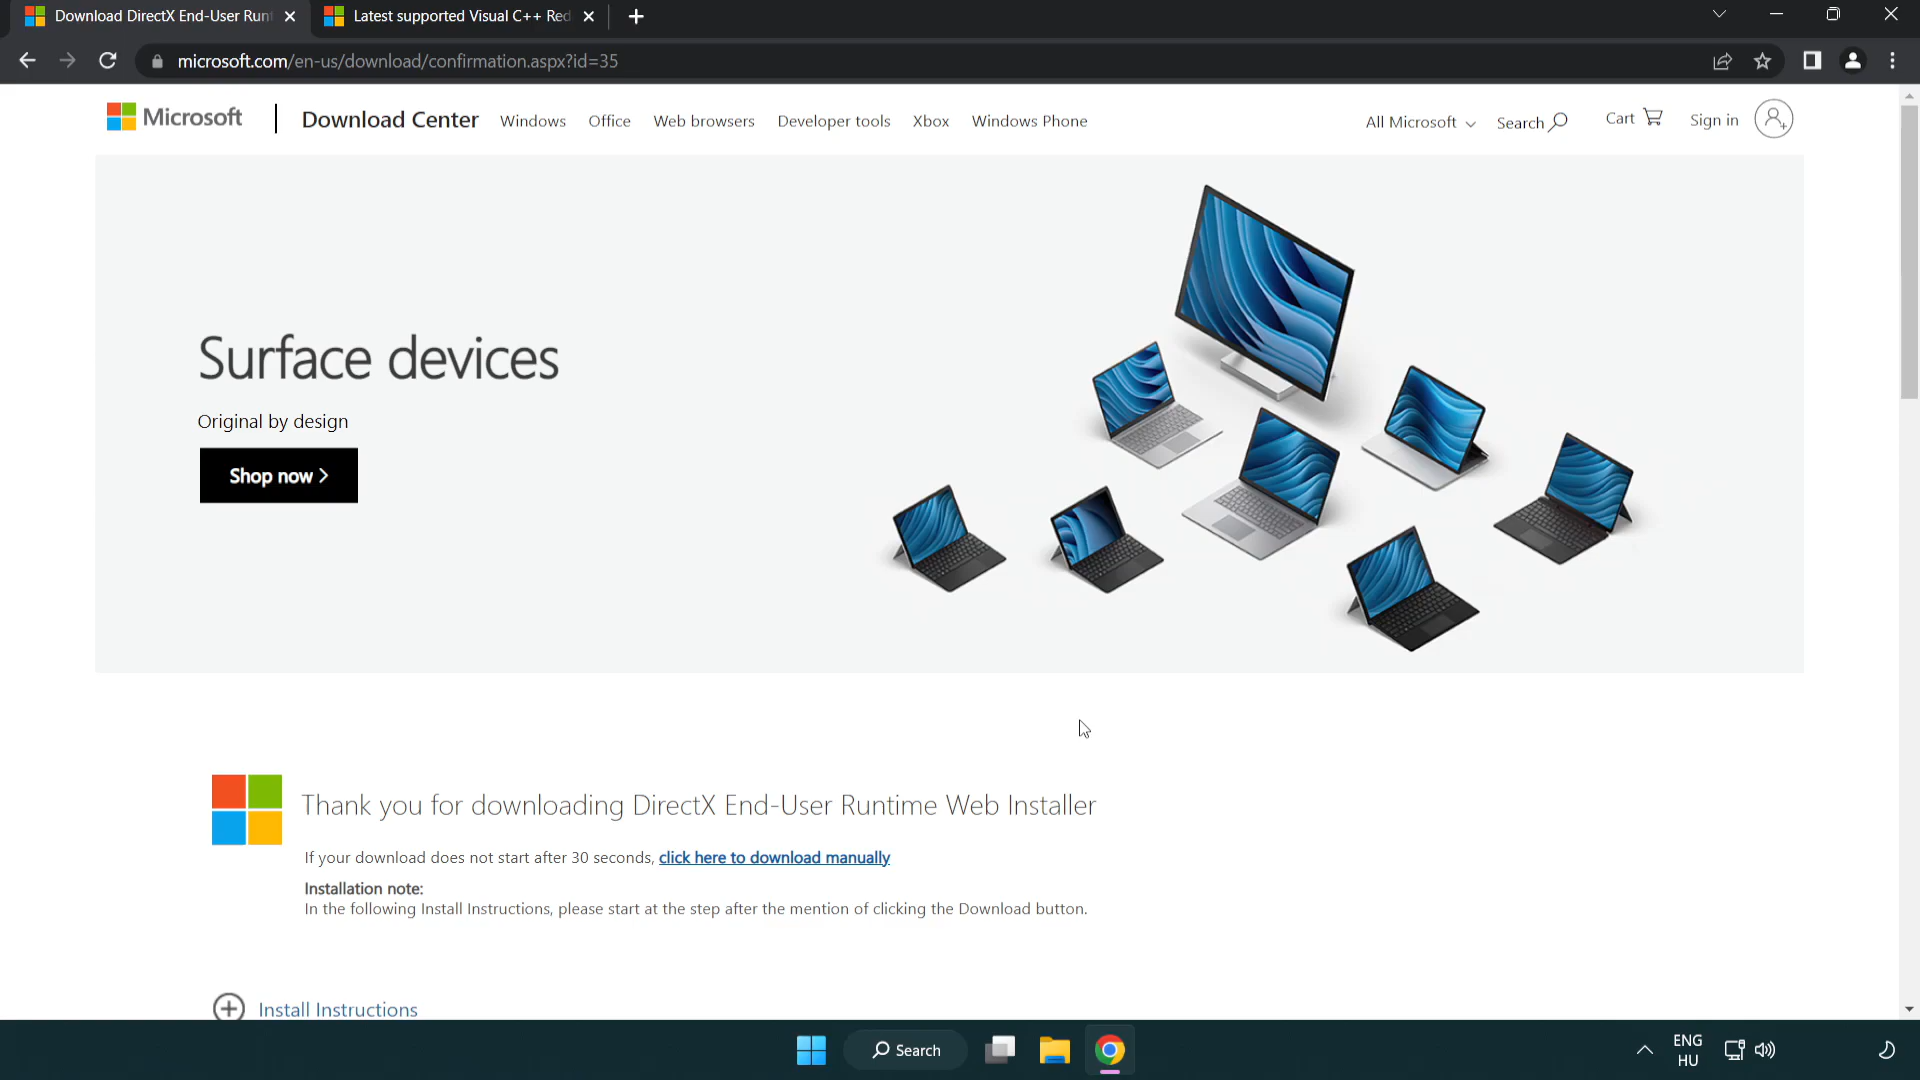 Download DirectX End-User Runt
Latest supported Visual C++ Red
microsoft.com/en-us/download/confirmation.aspx?id=35
Microsoft
Download Center
Windows
Office
Web browsers
Developer tools
Xbox
Windows Phone
All Microsoft
Search
Cart
Sign in
Surface devices
Original by design
Shop now
Thank you for downloading DirectX End-User Runtime Web Installer
If your download does not start after 30 seconds, click here to download manually
Installation note:
In the following Install Instructions, please start at the step after the mention of clicking the Download button.
Install Instructions
Search
ENG
HU